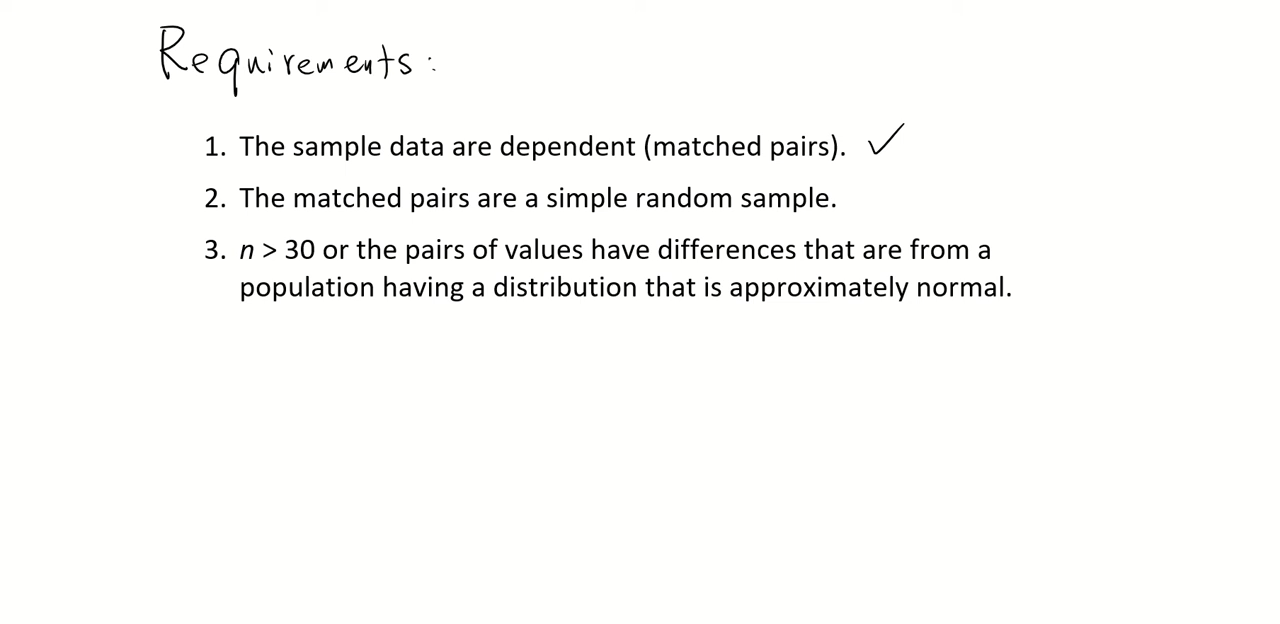 Requirements:
1. The sample data are dependent (matched pairs). ✓
2. The matched pairs are a simple random sample.
3. n > 30 or the pairs of values have differences that are from a
population having a distribution that is approximately normal.